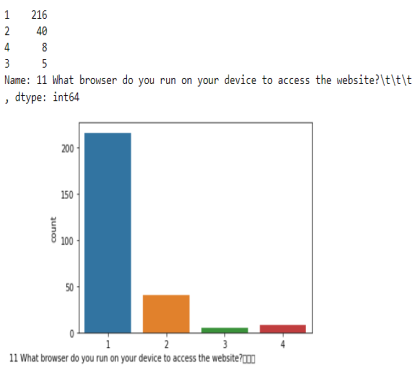 1 216
2 40
4 8
3 5
Name: 11 What browser do you run on your device to access the website?\t\t\t
, dtype: int64
200
150
100
50
0
count
1 2 3 4
11 What browser do you run on your device to access the website?▯▯▯